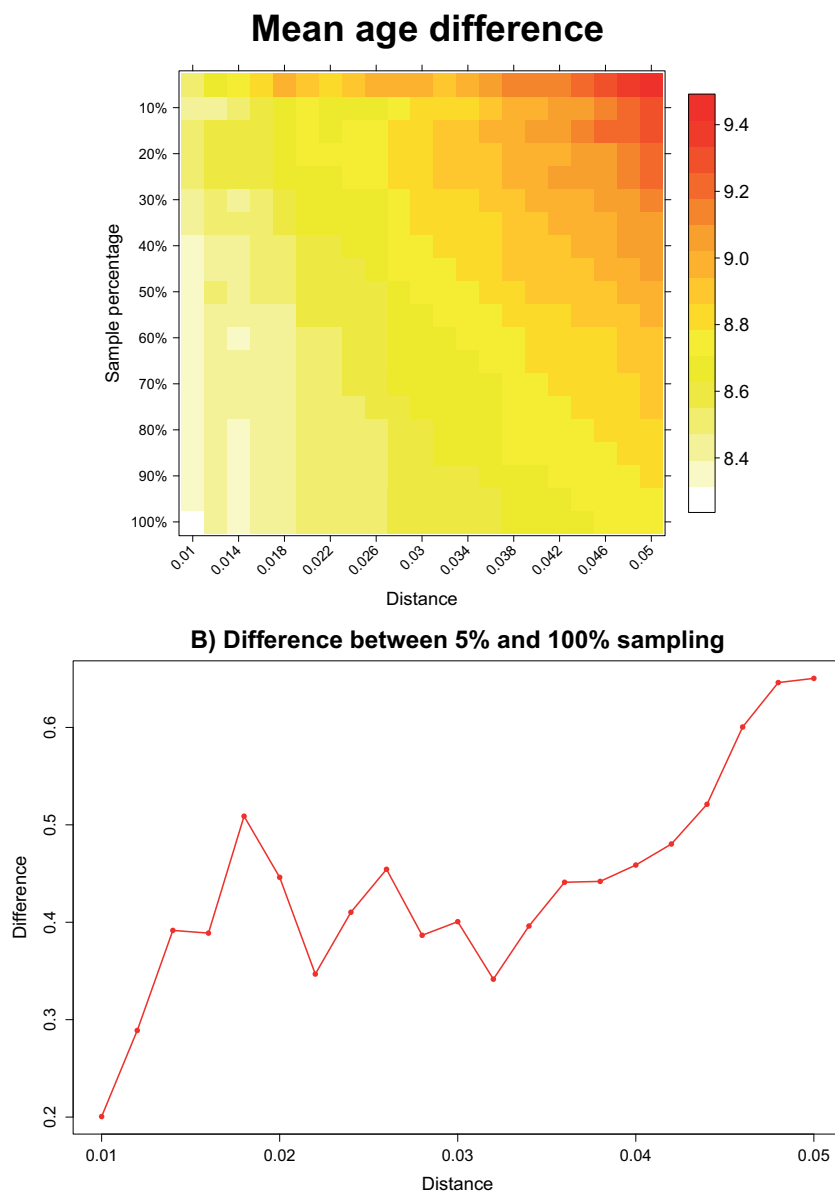 Mean age difference
10%
20%
30%
40%
50%
60%
70%
80%
90%
100%
Sample percentage
0.01 0.014 0.018 0.022 0.026 0.03 0.034 0.038 0.042 0.046 0.05
Distance
9.4
9.2
9.0
8.8
8.6
8.4
B) Difference between 5% and 100% sampling
0.6
0.5
0.4
0.3
0.2
Difference
0.01 0.02 0.03 0.04 0.05
Distance